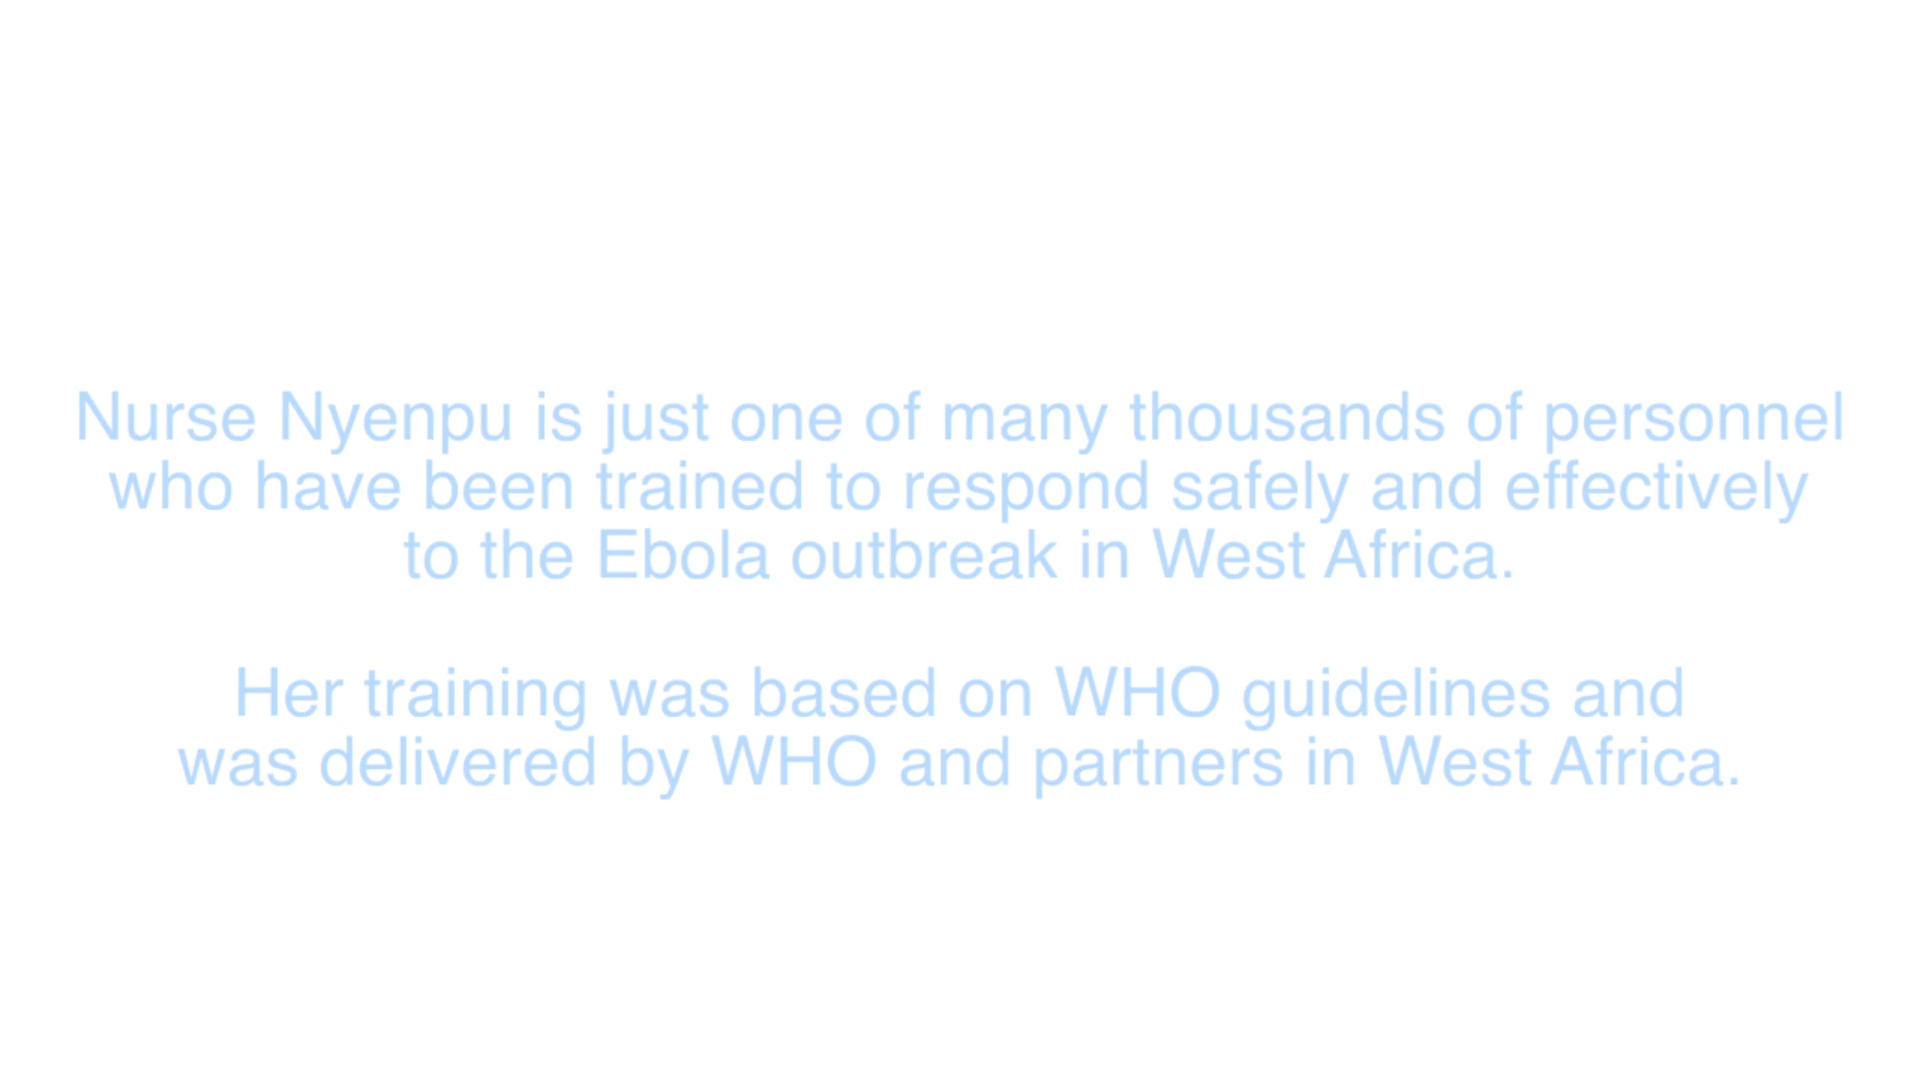 Nurse Nyenpu is just one of many thousands of personnel
who have been trained to respond safely and effectively
to the Ebola outbreak in West Africa.
Her training was based on WHO guidelines and
was delivered by WHO and partners in West Africa.